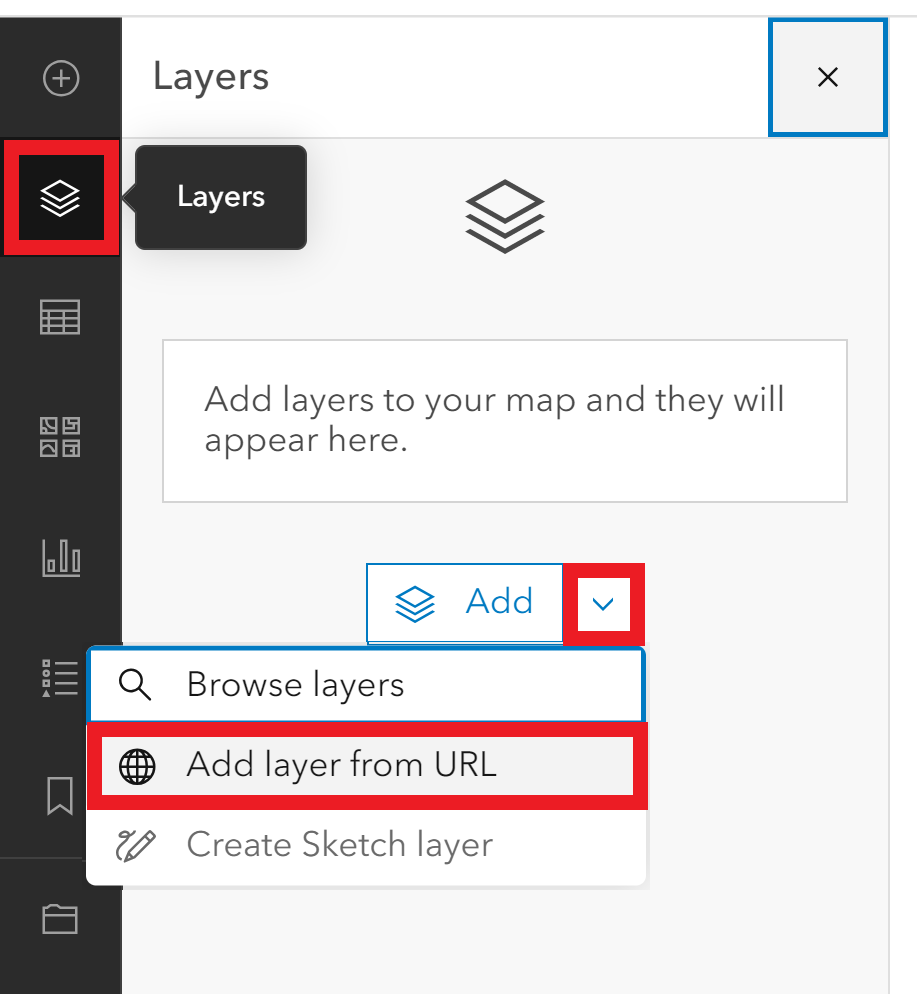 Layers
Layers
Add layers to your map and they will
appear here.
Add
Browse layers
Add layer from URL
Create Sketch layer